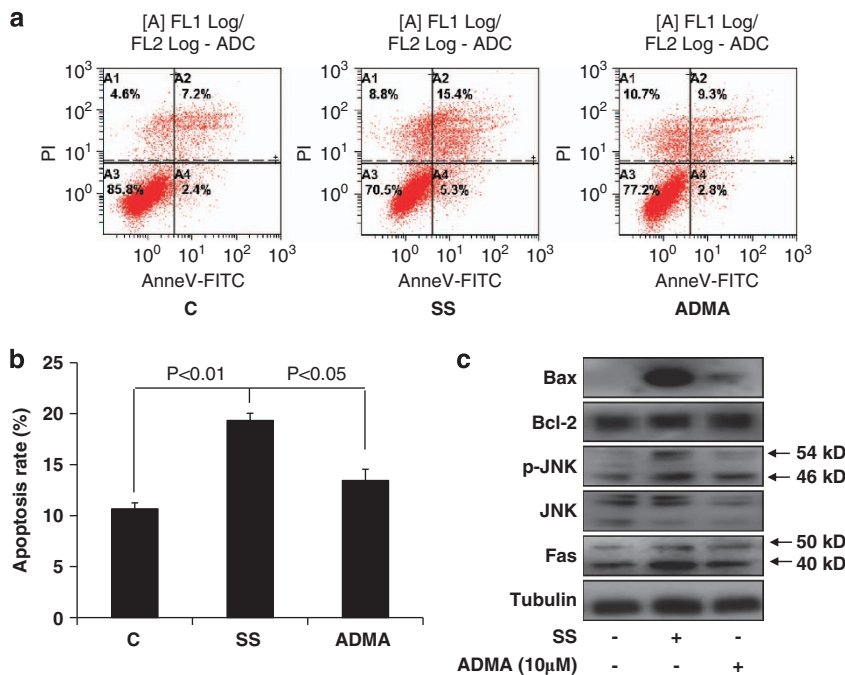 a
[A] FL1 Log/
FL2 Log - ADC
[A] FL1 Log/
FL2 Log - ADC
[A] FL1 Log/
FL2 Log - ADC
PI
10³
10²
10¹
10⁰
A1
4.6%
A2
7.2%
A3
85.8%
A4
2.4%
10⁰ 10¹ 10² 10³
AnneV-FITC
C
PI
10³
10²
10¹
10⁰
A1
8.8%
A2
15.4%
A3
70.5%
A4
5.3%
10⁰ 10¹ 10² 10³
AnneV-FITC
SS
PI
10³
10²
10¹
10⁰
A1
10.7%
A2
9.3%
A3
77.2%
A4
2.8%
10⁰ 10¹ 10² 10³
AnneV-FITC
ADMA
b
Apoptosis rate (%)
25
20
15
10
5
0
P<0.01
P<0.05
C SS ADMA
c
Bax
Bcl-2
p-JNK
54 kD
46 kD
JNK
Fas
50 kD
40 kD
Tubulin
SS - + -
ADMA (10μM) - - +